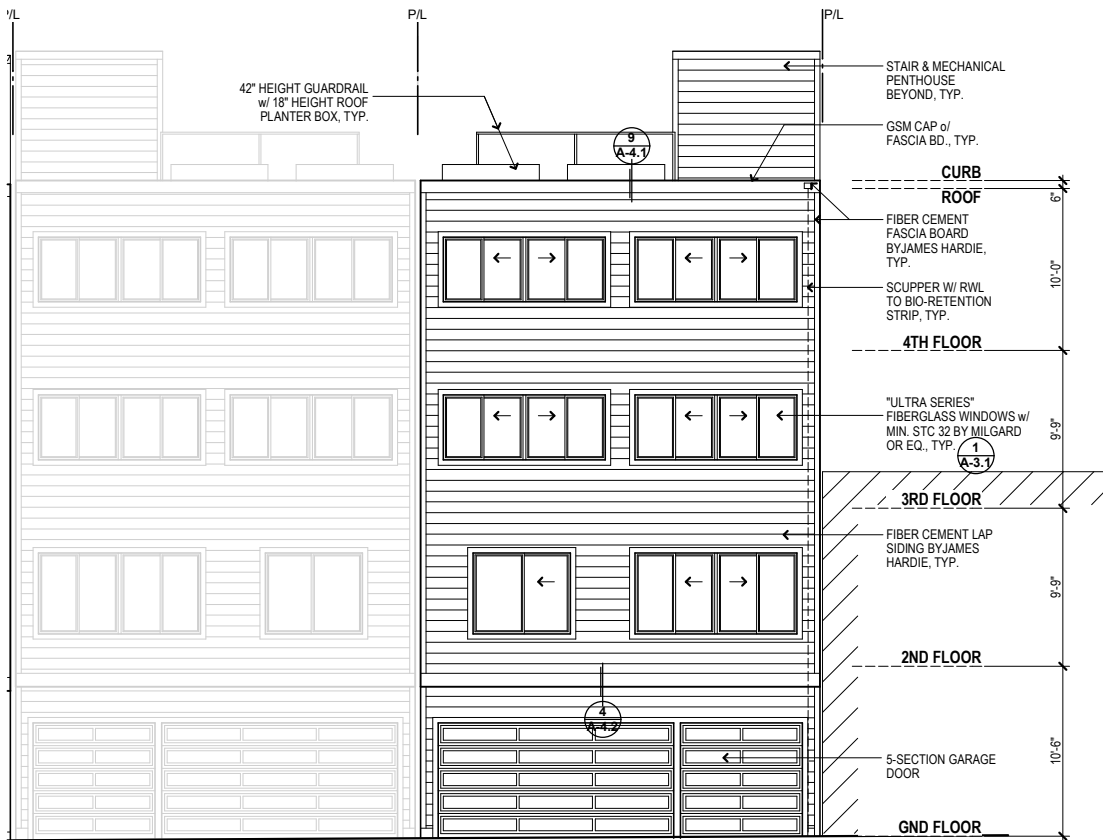 P/L
P/L
P/L
42" HEIGHT GUARDRAIL
w/ 18" HEIGHT ROOF
PLANTER BOX, TYP.
STAIR & MECHANICAL
PENTHOUSE
BEYOND, TYP.
9
A-4.1
GSM CAP o/
FASCIA BD., TYP.
CURB
ROOF
6"
FIBER CEMENT
FASCIA BOARD
BYJAMES HARDIE,
TYP.
10'-0"
SCUPPER W/ RWL
TO BIO-RETENTION
STRIP, TYP.
4TH FLOOR
"ULTRA SERIES"
FIBERGLASS WINDOWS w/
MIN. STC 32 BY MILGARD
OR EQ., TYP.
9'-9"
1
A-3.1
3RD FLOOR
FIBER CEMENT LAP
SIDING BYJAMES
HARDIE, TYP.
9'-9"
2ND FLOOR
4
A-4.2
5-SECTION GARAGE
DOOR
10'-6"
GND FLOOR